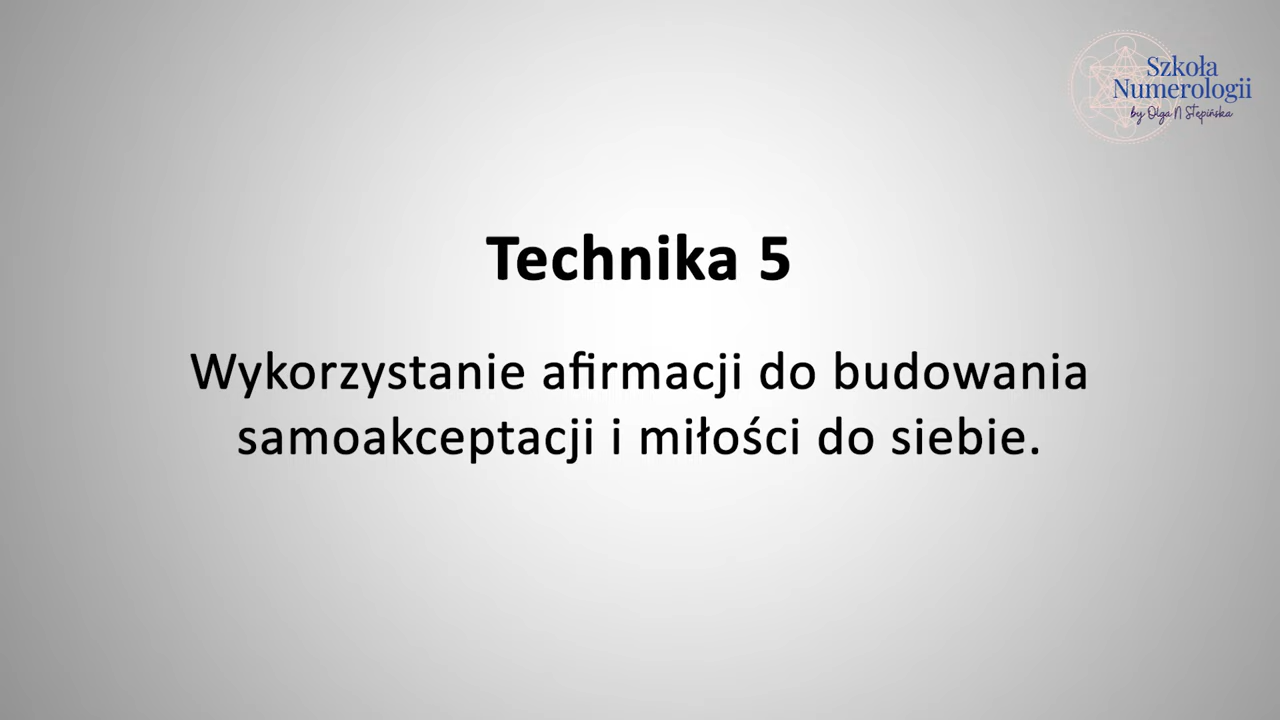 Szkoła
Numerologii
by Olga N Stępińska
Technika 5
Wykorzystanie afirmacji do budowania
samoakceptacji i miłości do siebie.